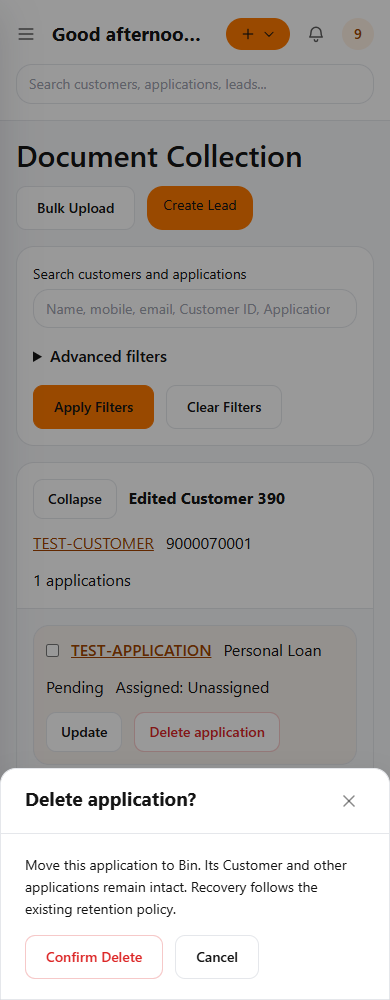 Good afternoo...
9
Search customers, applications, leads...
Document Collection
Bulk Upload
Create Lead
Search customers and applications
Name, mobile, email, Customer ID, Application
Advanced filters
Apply Filters
Clear Filters
Collapse
Edited Customer 390
TEST-CUSTOMER 9000070001
1 applications
TEST-APPLICATION Personal Loan
Pending Assigned: Unassigned
Update
Delete application
Delete application?
Move this application to Bin. Its Customer and other
applications remain intact. Recovery follows the
existing retention policy.
Confirm Delete
Cancel